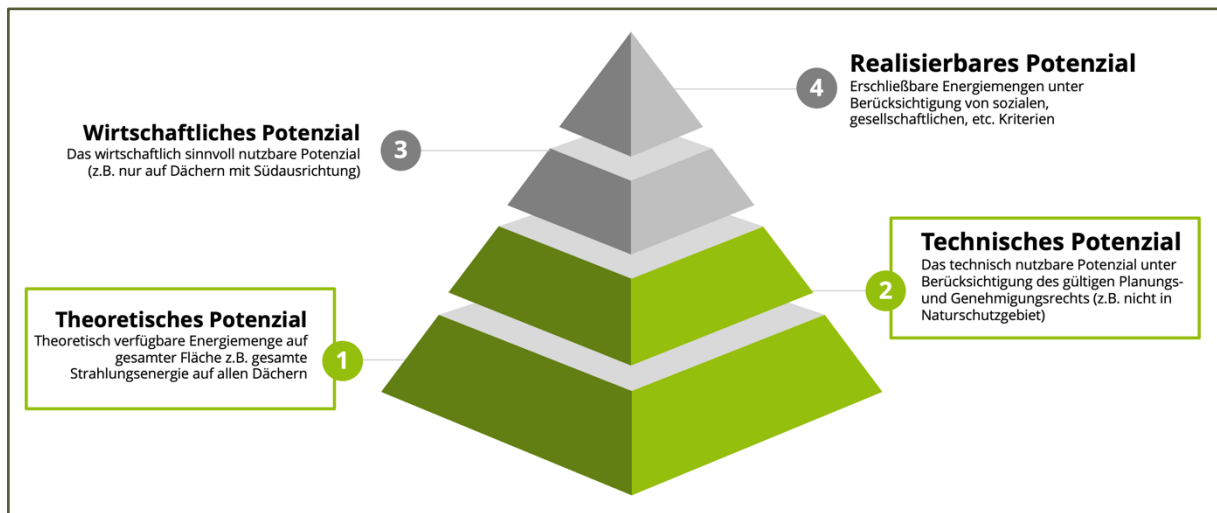 Realisierbares Potenzial
Erschließbare Energiemengen unter
Berücksichtigung von sozialen,
gesellschaftlichen, etc. Kriterien
4
Wirtschaftliches Potenzial
Das wirtschaftlich sinnvoll nutzbare Potenzial
(z.B. nur auf Dächern mit Südausrichtung)
3
Technisches Potenzial
Das technisch nutzbare Potenzial unter
Berücksichtigung des gültigen Planungs-
und Genehmigungsrechts (z.B. nicht in
Naturschutzgebiet)
2
Theoretisches Potenzial
Theoretisch verfügbare Energiemenge auf
gesamter Fläche z.B. gesamte
Strahlungsenergie auf allen Dächern
1